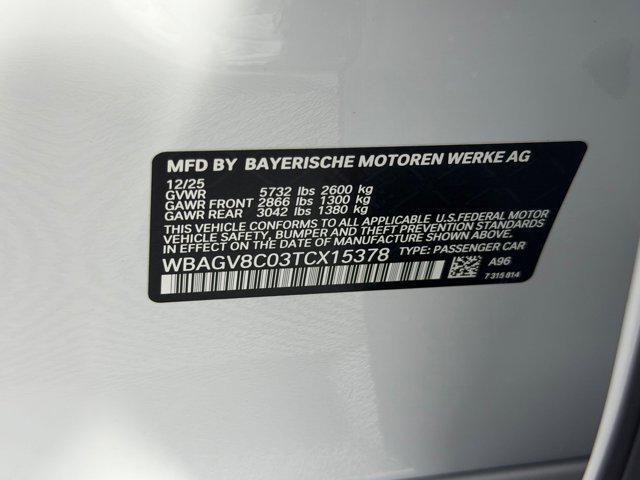 MFD BY BAYERISCHE MOTOREN WERKE AG
12/25
GVWR 5732 lbs 2600 kg
GAWR FRONT 2866 lbs 1300 kg
GAWR REAR 3042 lbs 1380 kg
THIS VEHICLE CONFORMS TO ALL APPLICABLE U.S.FEDERAL MOTOR
VEHICLE SAFETY, BUMPER AND THEFT PREVENTION STANDARDS
IN EFFECT ON THE DATE OF MANUFACTURE SHOWN ABOVE.
WBAGV8C03TCX15378 TYPE: PASSENGER CAR
A96
7 315 814